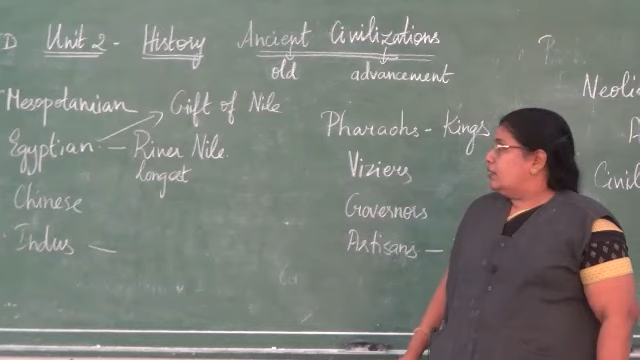 D Unit 2 - History Ancient Civilizations
old advancement
Mesopotamian Gift of Nile
Egyptian - River Nile.
longest
Chinese
Indus -
Pharaohs - Kings
Viziers
Governors
Artisans -
Neoli
Civil